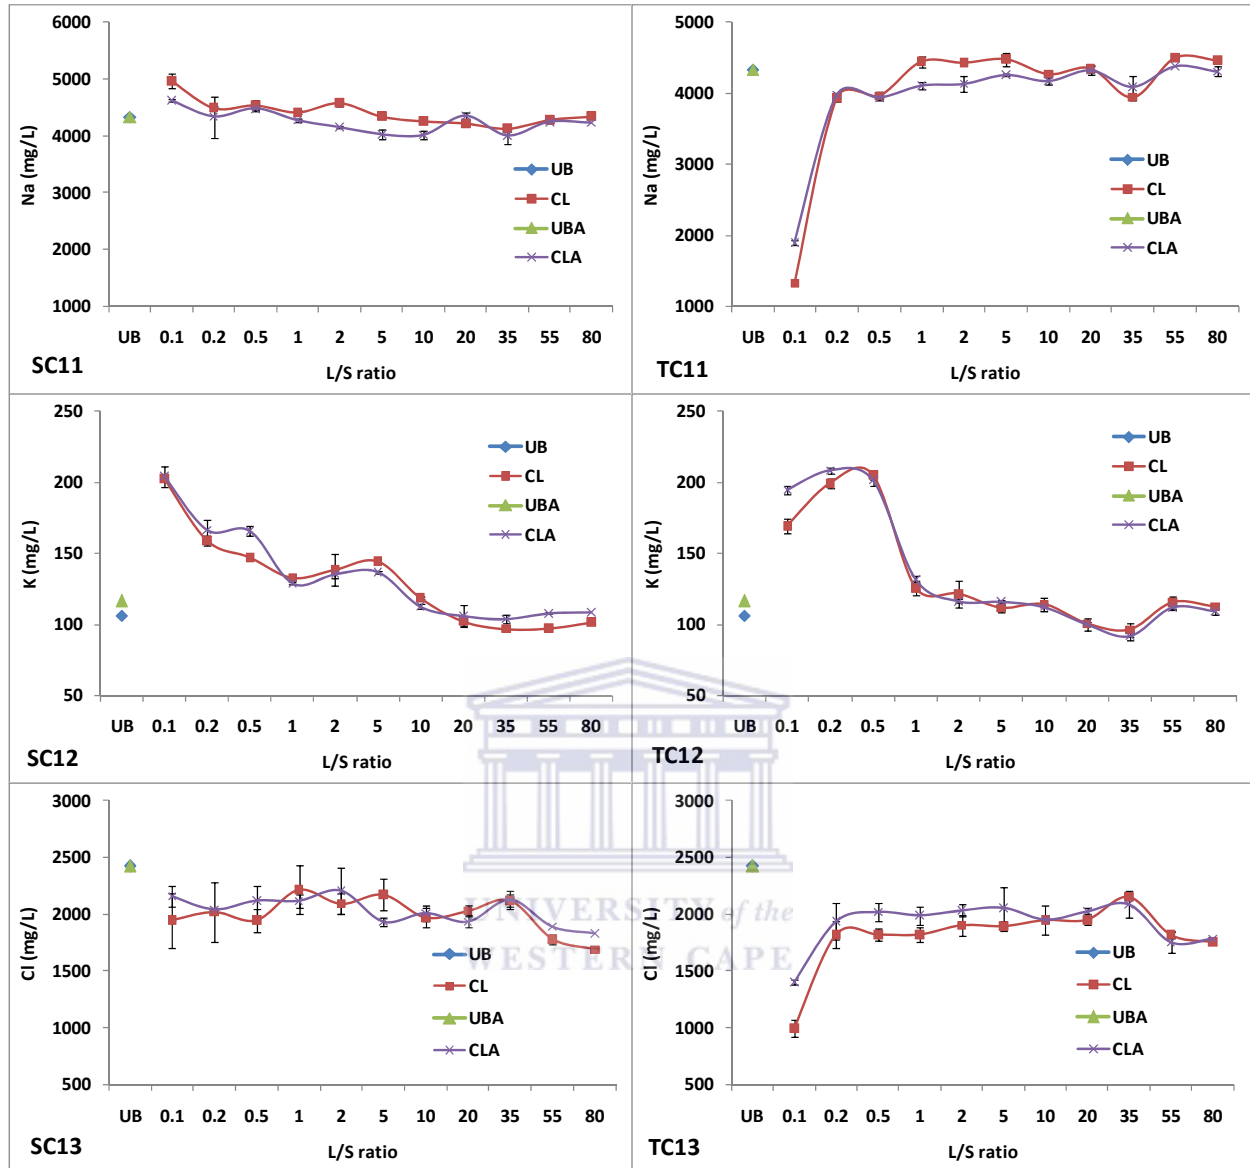 6000
5000
4000
3000
2000
1000
Na (mg/L)
UB
CL
UBA
CLA
UB 0.1 0.2 0.5 1 2 5 10 20 35 55 80
SC11
L/S ratio
5000
4000
3000
2000
1000
Na (mg/L)
UB
CL
UBA
CLA
UB 0.1 0.2 0.5 1 2 5 10 20 35 55 80
TC11
L/S ratio
250
200
150
100
50
K (mg/L)
UB
CL
UBA
CLA
UB 0.1 0.2 0.5 1 2 5 10 20 35 55 80
SC12
L/S ratio
250
200
150
100
50
K (mg/L)
UB
CL
UBA
CLA
UB 0.1 0.2 0.5 1 2 5 10 20 35 55 80
TC12
L/S ratio
3000
2500
2000
1500
1000
500
Cl (mg/L)
UB
CL
UBA
CLA
UB 0.1 0.2 0.5 1 2 5 10 20 35 55 80
SC13
L/S ratio
3000
2500
2000
1500
1000
500
Cl (mg/L)
UB
CL
UBA
CLA
UB 0.1 0.2 0.5 1 2 5 10 20 35 55 80
TC13
L/S ratio
UNIVERSITY of the
WESTERN CAPE